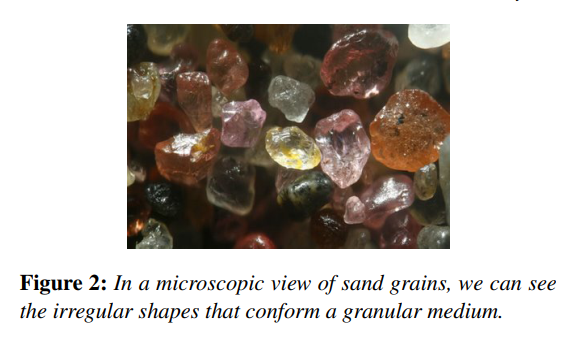 Figure 2: In a microscopic view of sand grains, we can see
the irregular shapes that conform a granular medium.